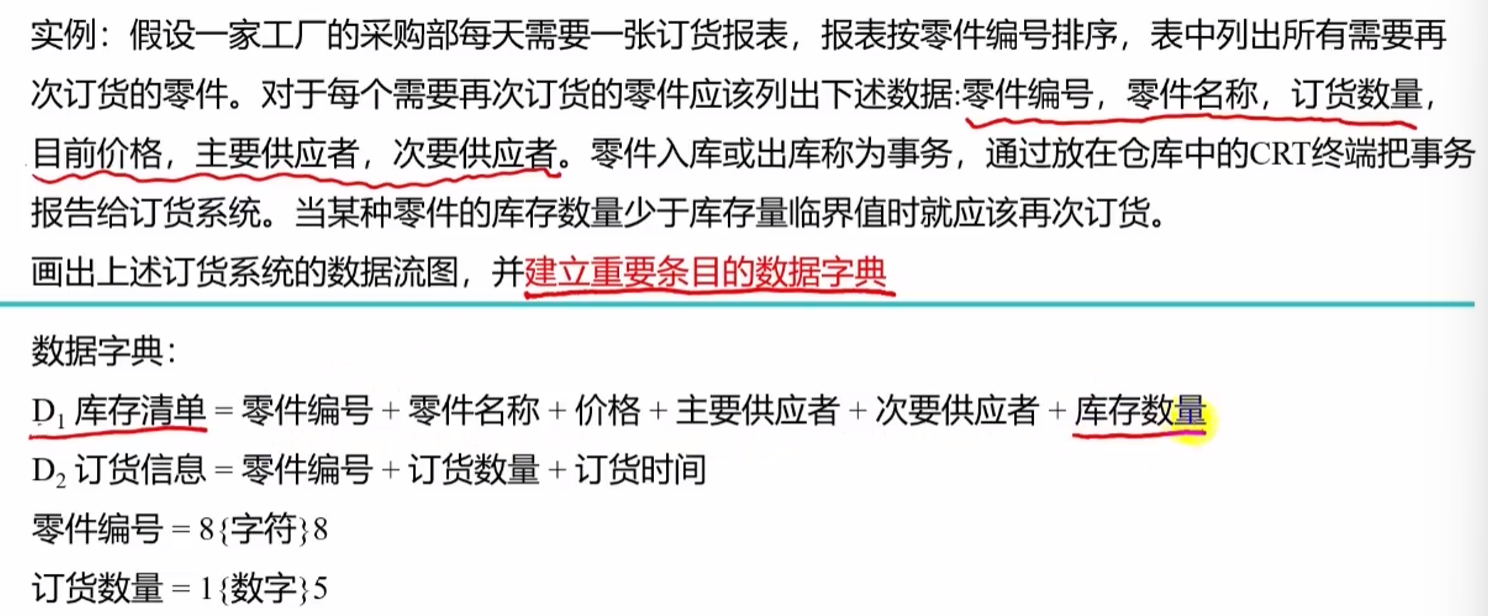 实例：假设一家工厂的采购部每天需要一张订货报表，报表按零件编号排序，表中列出所有需要再
次订货的零件。对于每个需要再次订货的零件应该列出下述数据:零件编号，零件名称，订货数量，
目前价格，主要供应者，次要供应者。零件入库或出库称为事务，通过放在仓库中的CRT终端把事务
报告给订货系统。当某种零件的库存数量少于库存量临界值时就应该再次订货。
画出上述订货系统的数据流图，并建立重要条目的数据字典
数据字典：
D₁ 库存清单 = 零件编号 + 零件名称 + 价格 + 主要供应者 + 次要供应者 + 库存数量
D₂ 订货信息 = 零件编号 + 订货数量 + 订货时间
零件编号 = 8{字符}8
订货数量 = 1{数字}5